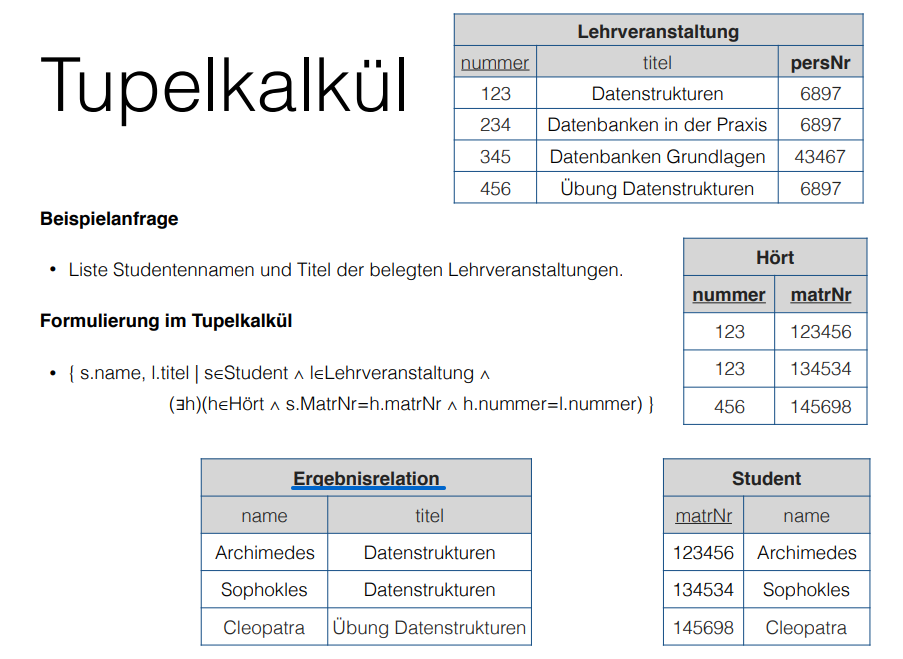 Tupelkalkül
Lehrveranstaltung
nummer titel persNr
123 Datenstrukturen 6897
234 Datenbanken in der Praxis 6897
345 Datenbanken Grundlagen 43467
456 Übung Datenstrukturen 6897
Beispielanfrage
• Liste Studentennamen und Titel der belegten Lehrveranstaltungen.
Formulierung im Tupelkalkül
• { s.name, l.titel | s∈Student ∧ l∈Lehrveranstaltung ∧
(∃h)(h∈Hört ∧ s.MatrNr=h.matrNr ∧ h.nummer=l.nummer) }
Hört
nummer matrNr
123 123456
123 134534
456 145698
Ergebnisrelation
name titel
Archimedes Datenstrukturen
Sophokles Datenstrukturen
Cleopatra Übung Datenstrukturen
Student
matrNr name
123456 Archimedes
134534 Sophokles
145698 Cleopatra